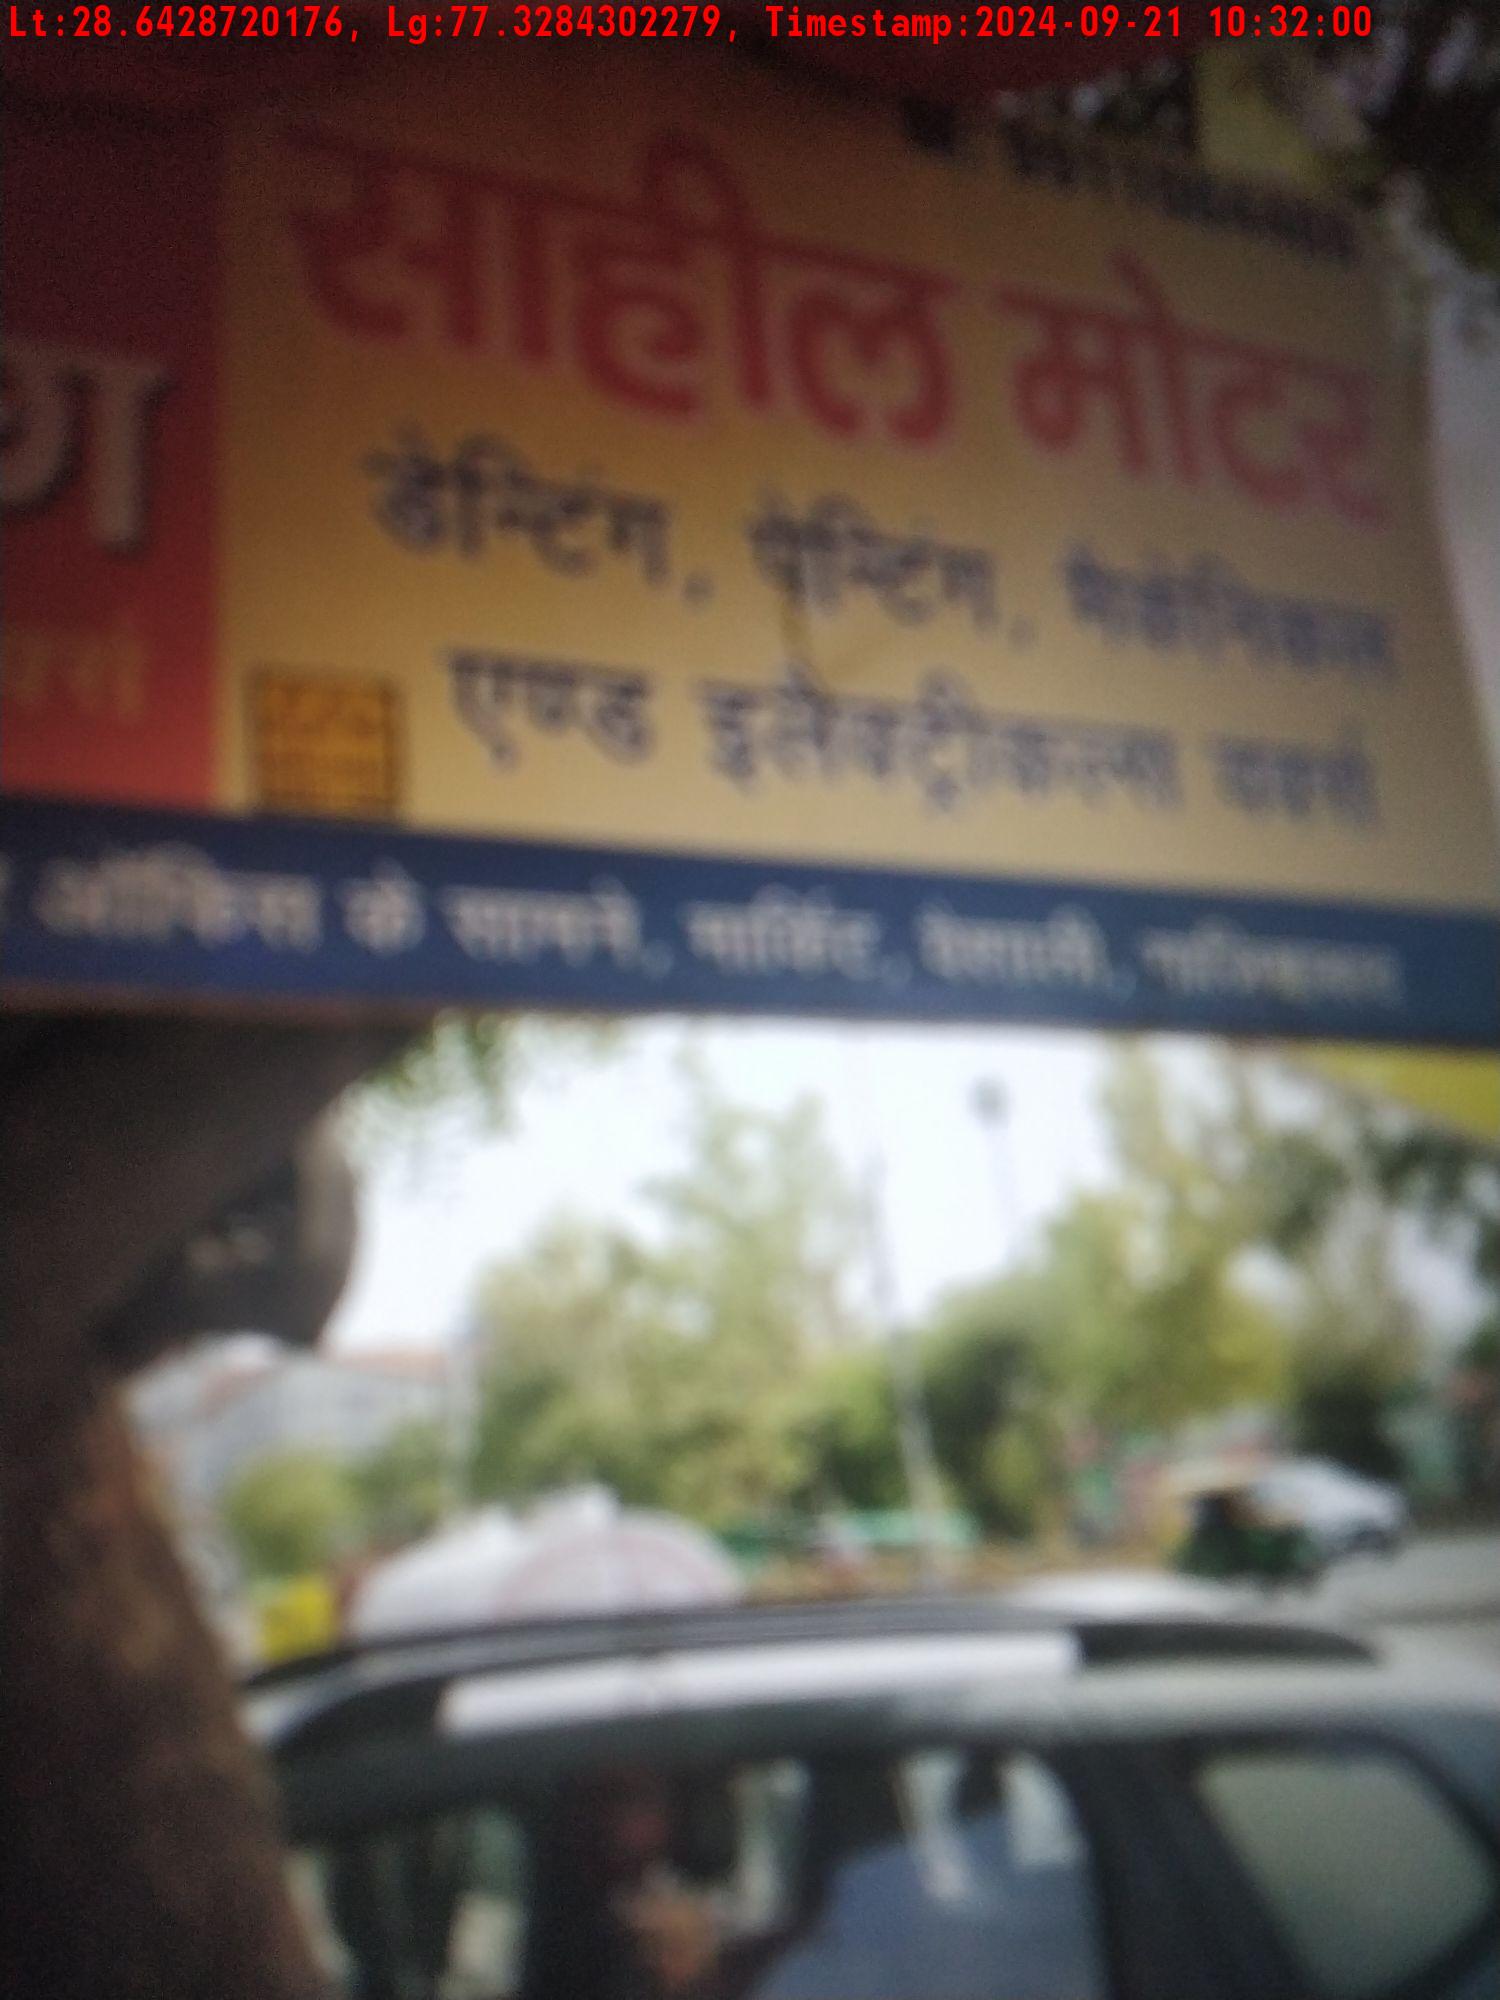 Lt:28.6428720176, Lg:77.3284302279, Timestamp:2024-09-21 10:32:00
साहील मोटर
डेन्टिंग, पेन्टिंग, मैकेनिकल
एण्ड इलैक्ट्रीकल्स वर्क्स
ऑफिस के सामने, मार्किट, वैशाली, गाजियाबाद